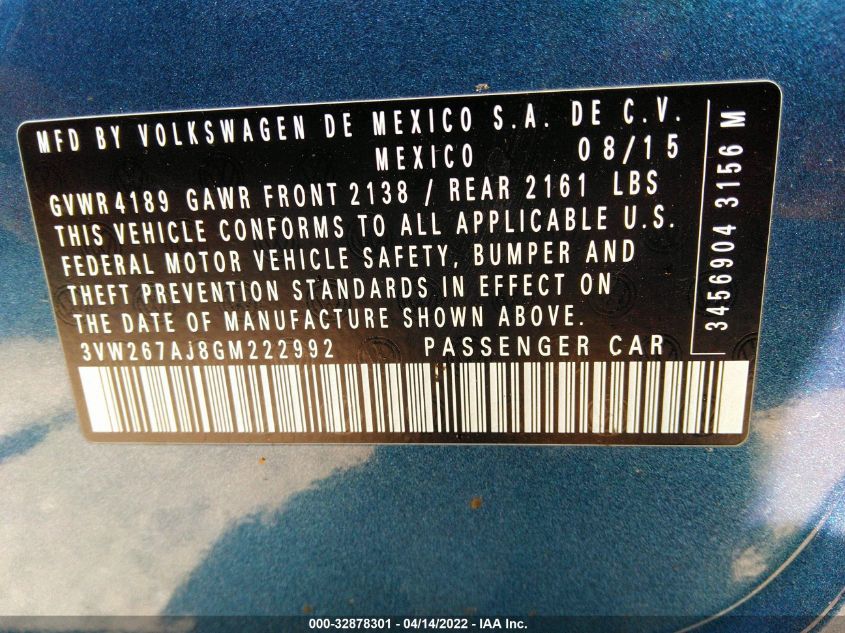 MFD BY VOLKSWAGEN DE MEXICO S.A. DE C.V.
MEXICO 08/15
GVWR 4189 GAWR FRONT 2138 / REAR 2161 LBS
THIS VEHICLE CONFORMS TO ALL APPLICABLE U.S.
FEDERAL MOTOR VEHICLE SAFETY, BUMPER AND
THEFT PREVENTION STANDARDS IN EFFECT ON
THE DATE OF MANUFACTURE SHOWN ABOVE.
3VW267AJ8GM222992 PASSENGER CAR
3456904 3156 M
000-32878301 - 04/14/2022 - IAA Inc.